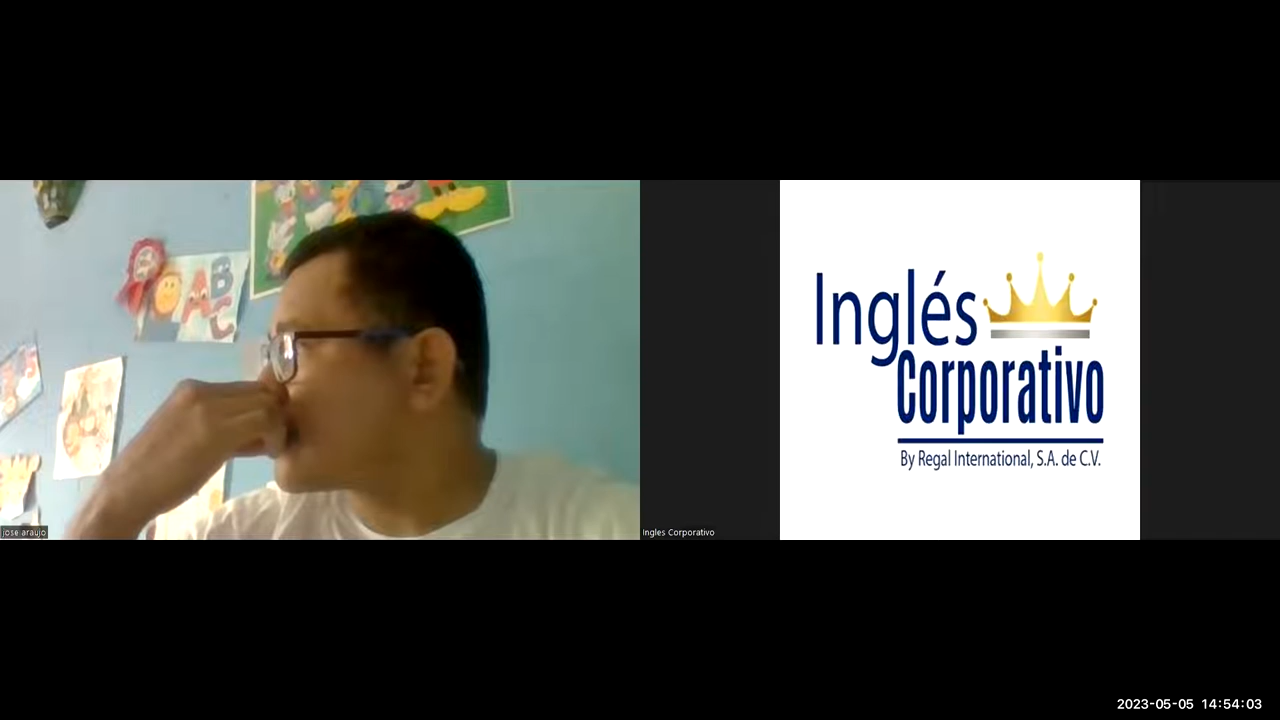 A B C
jose araujo
Inglés
Corporativo
By Regal International, S.A. de C.V.
Ingles Corporativo
2023-05-05 14:54:03